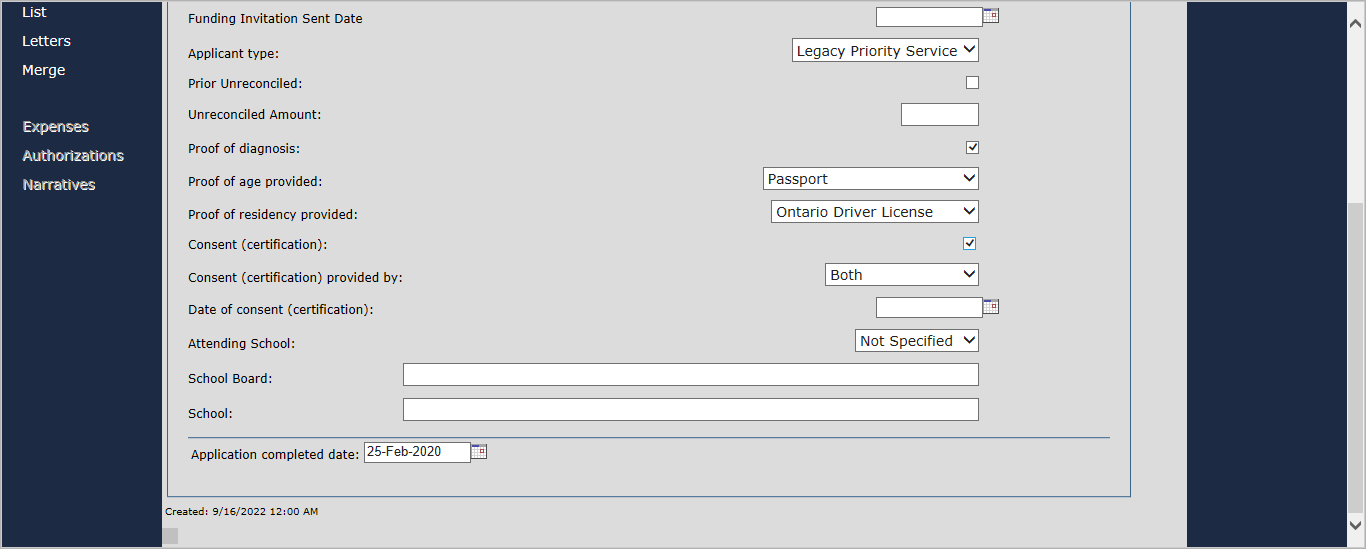 List
Letters
Merge
Expenses
Authorizations
Narratives
Funding Invitation Sent Date
Applicant type: Legacy Priority Service
Prior Unreconciled:
Unreconciled Amount:
Proof of diagnosis:
Proof of age provided: Passport
Proof of residency provided: Ontario Driver License
Consent (certification):
Consent (certification) provided by: Both
Date of consent (certification):
Attending School: Not Specified
School Board:
School:
Application completed date: 25-Feb-2020
Created: 9/16/2022 12:00 AM